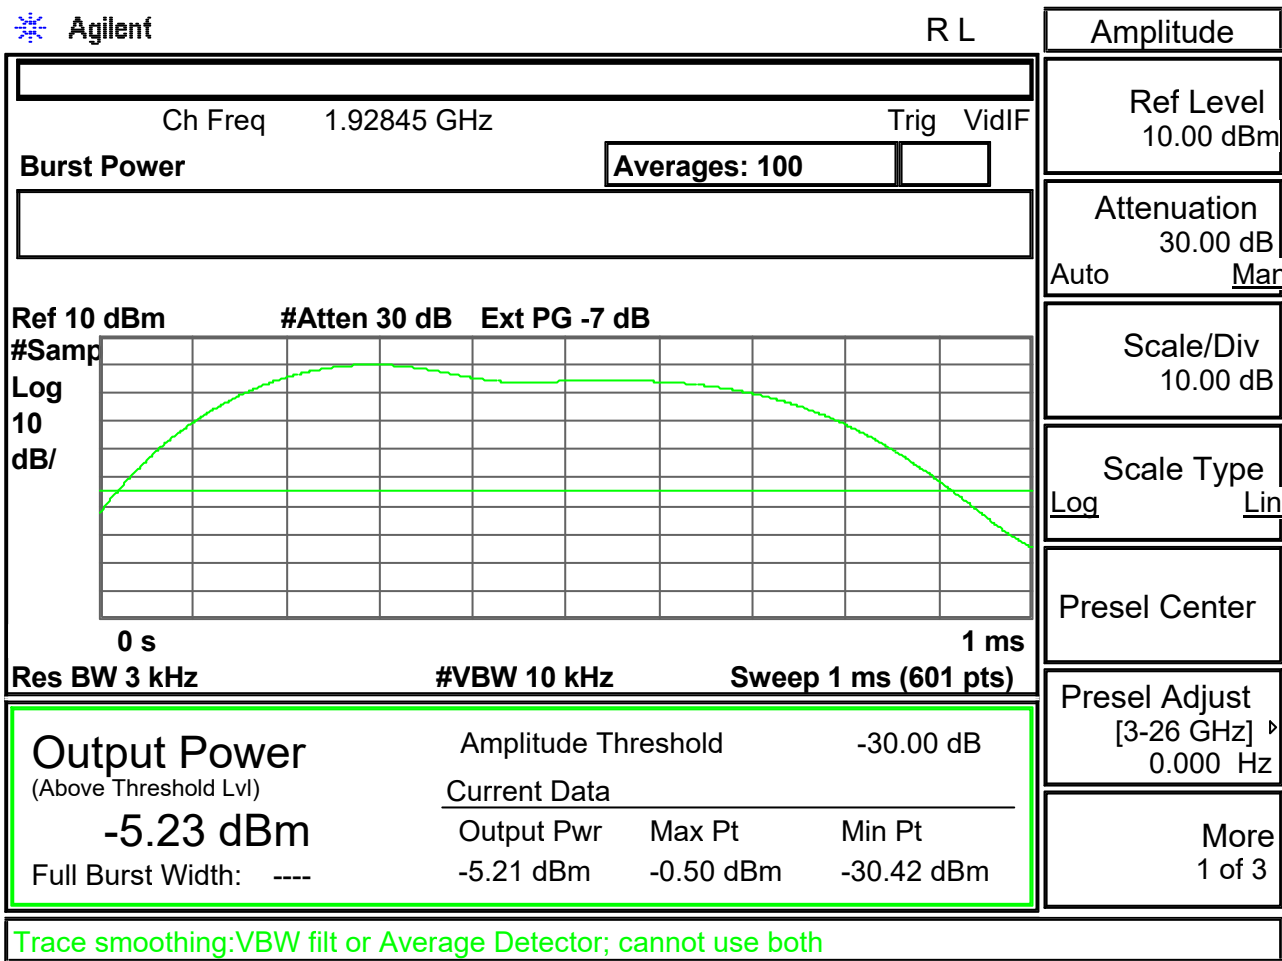 Agilent R L
Ch Freq 1.92845 GHz Trig VidIF
Burst Power Averages: 100
Ref 10 dBm #Atten 30 dB Ext PG -7 dB
#Samp
Log
10
dB/
0 s 1 ms
Res BW 3 kHz #VBW 10 kHz Sweep 1 ms (601 pts)
Output Power
(Above Threshold Lvl)
-5.23 dBm
Full Burst Width: ----
Amplitude Threshold -30.00 dB
Current Data
Output Pwr Max Pt Min Pt
-5.21 dBm -0.50 dBm -30.42 dBm
Trace smoothing:VBW filt or Average Detector; cannot use both
Amplitude
Ref Level
10.00 dBm
Attenuation
30.00 dB
Auto Man
Scale/Div
10.00 dB
Scale Type
Log Lin
Presel Center
Presel Adjust
[3-26 GHz]
0.000 Hz
More
1 of 3